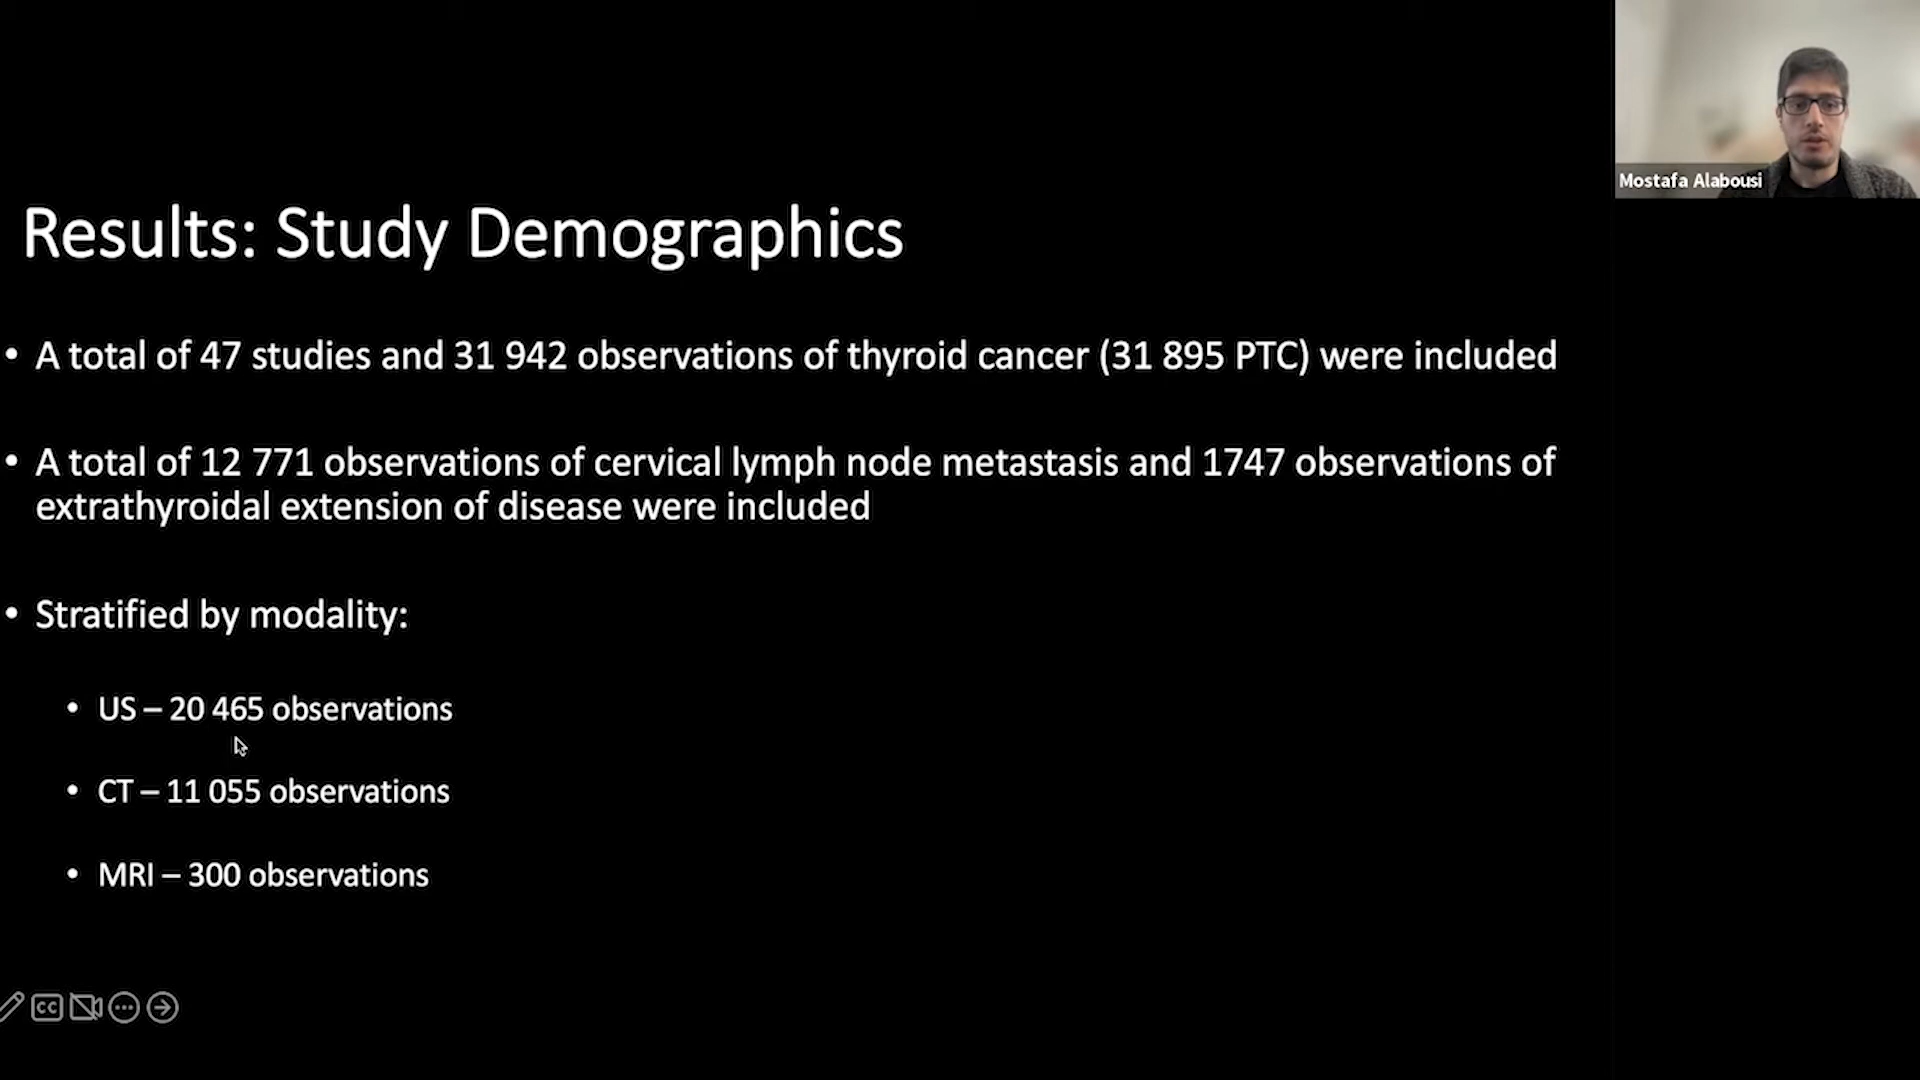 Mostafa Alabousi
Results: Study Demographics
• A total of 47 studies and 31 942 observations of thyroid cancer (31 895 PTC) were included
• A total of 12 771 observations of cervical lymph node metastasis and 1747 observations of
extrathyroidal extension of disease were included
• Stratified by modality:
• US – 20 465 observations
• CT – 11 055 observations
• MRI – 300 observations
CC